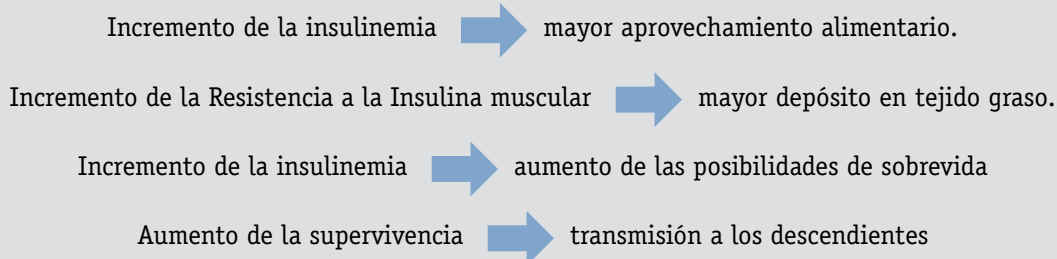 Incremento de la insulinemia mayor aprovechamiento alimentario.
Incremento de la Resistencia a la Insulina muscular mayor depósito en tejido graso.
Incremento de la insulinemia aumento de las posibilidades de sobrevida
Aumento de la supervivencia transmisión a los descendientes